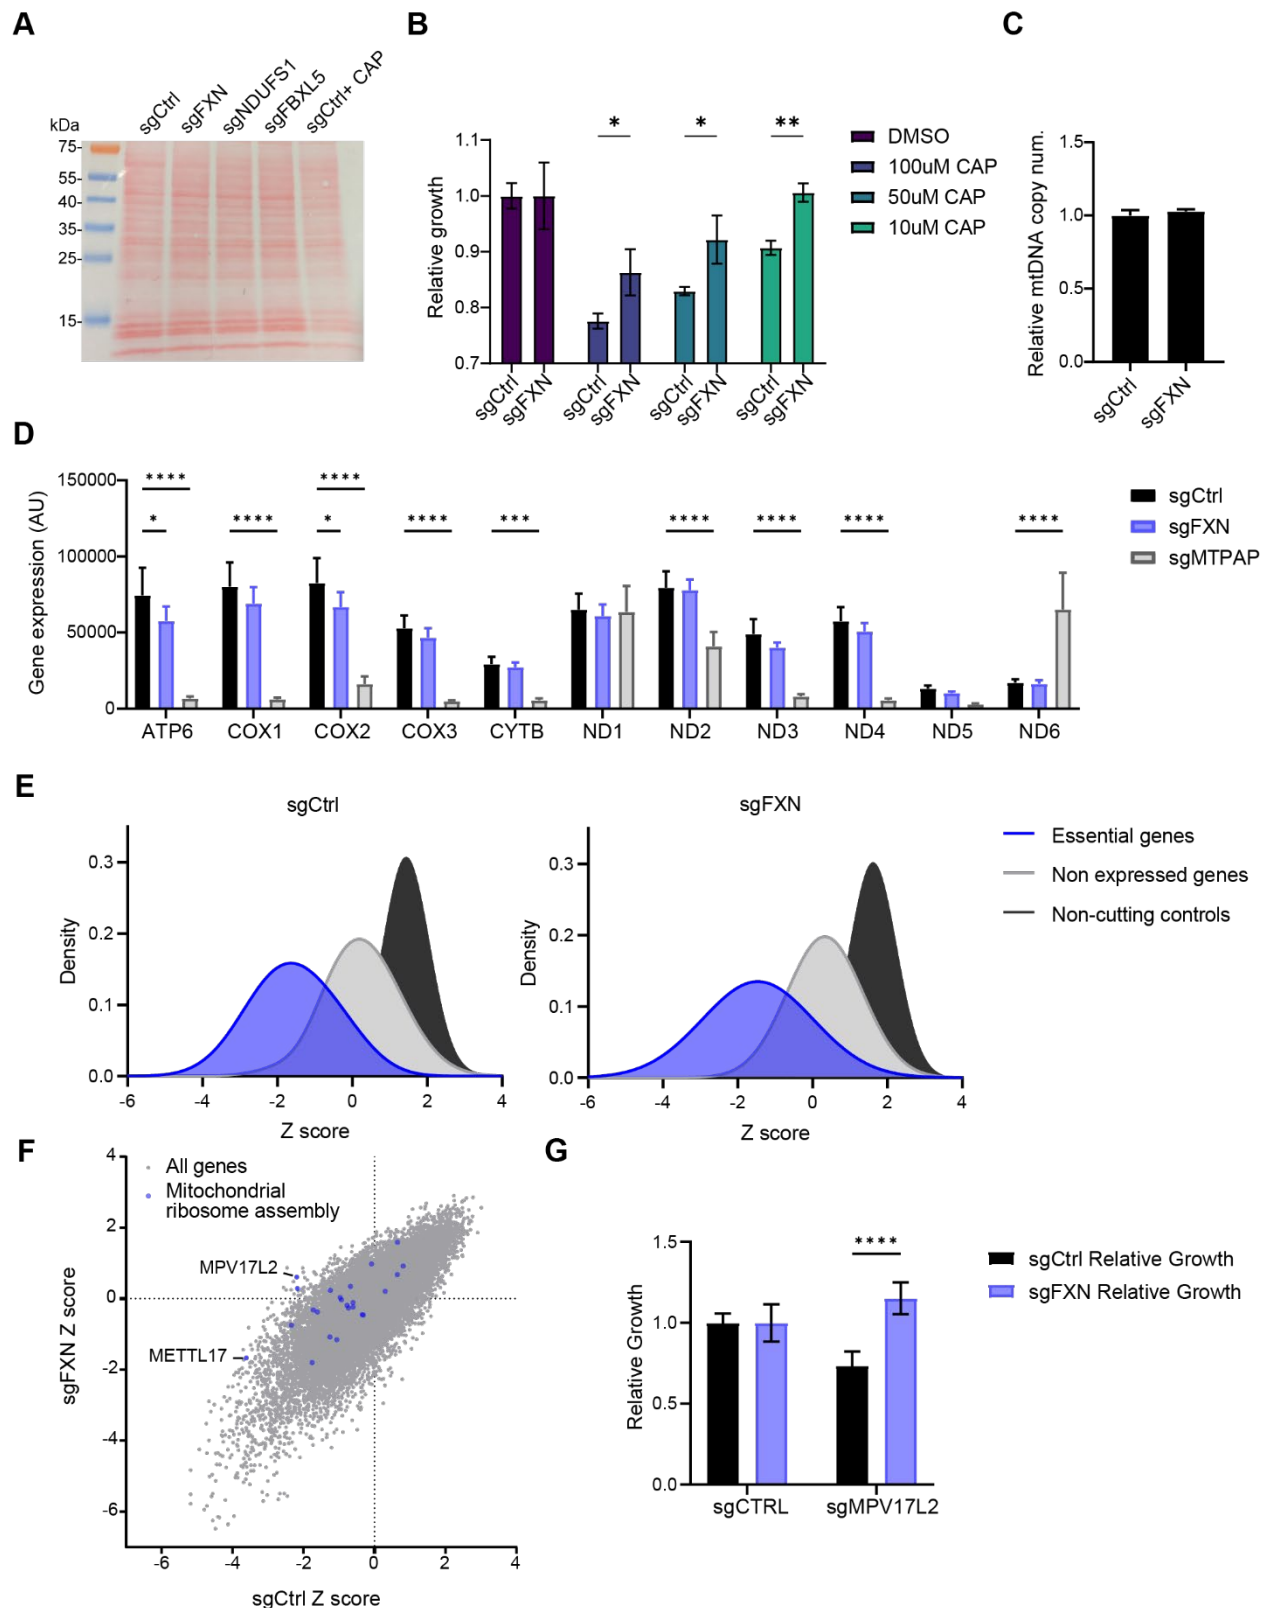 A
sgCtrl
sgFXN
sgNDUFS1
sgFBXL5
sgCtrl+ CAP
kDa
75-
55-
40-
35-
25-
15-
B
Relative growth
1.1
1.0
0.9
0.8
0.7
*
*
**
sgCtrl
sgFXN
sgCtrl
sgFXN
sgCtrl
sgFXN
sgCtrl
sgFXN
DMSO
100uM CAP
50uM CAP
10uM CAP
C
Relative mtDNA copy num.
1.5
1.0
0.5
0.0
sgCtrl
sgFXN
D
Gene expression (AU)
150000
100000
50000
0
****
*
****
****
*
****
***
****
****
****
****
ATP6
COX1
COX2
COX3
CYTB
ND1
ND2
ND3
ND4
ND5
ND6
sgCtrl
sgFXN
sgMTPAP
E
sgCtrl
Density
0.3
0.2
0.1
0.0
-6
-4
-2
0
2
4
Z score
sgFXN
Density
0.3
0.2
0.1
0.0
-6
-4
-2
0
2
4
Z score
Essential genes
Non expressed genes
Non-cutting controls
F
sgFXN Z score
4
2
0
-2
-4
-6
All genes
Mitochondrial
ribosome assembly
MPV17L2
METTL17
-6
-4
-2
0
2
4
sgCtrl Z score
G
Relative Growth
1.5
1.0
0.5
0.0
****
sgCTRL
sgMPV17L2
sgCtrl Relative Growth
sgFXN Relative Growth